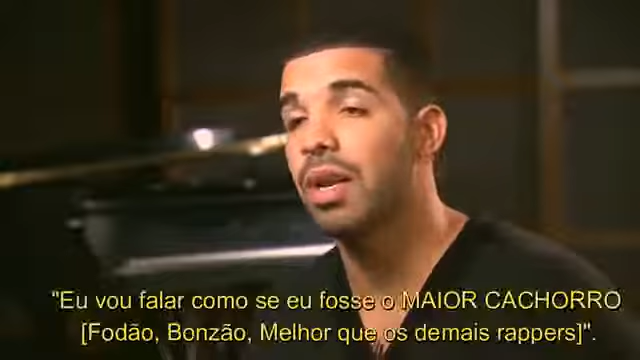 "Eu vou falar como se eu fosse o MAIOR CACHORRO
[Fodão, Bonzão, Melhor que os demais rappers]".